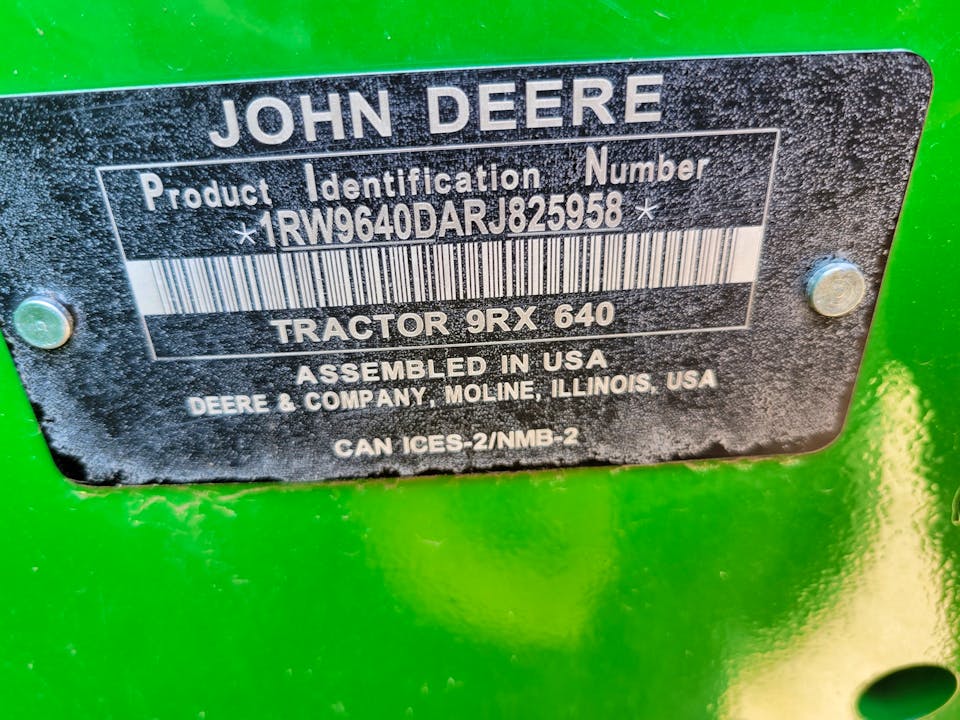 JOHN DEERE
Product Identification Number
*1RW9640DARJ825958*
TRACTOR 9RX 640
ASSEMBLED IN USA
DEERE & COMPANY, MOLINE, ILLINOIS, USA
CAN ICES-2/NMB-2